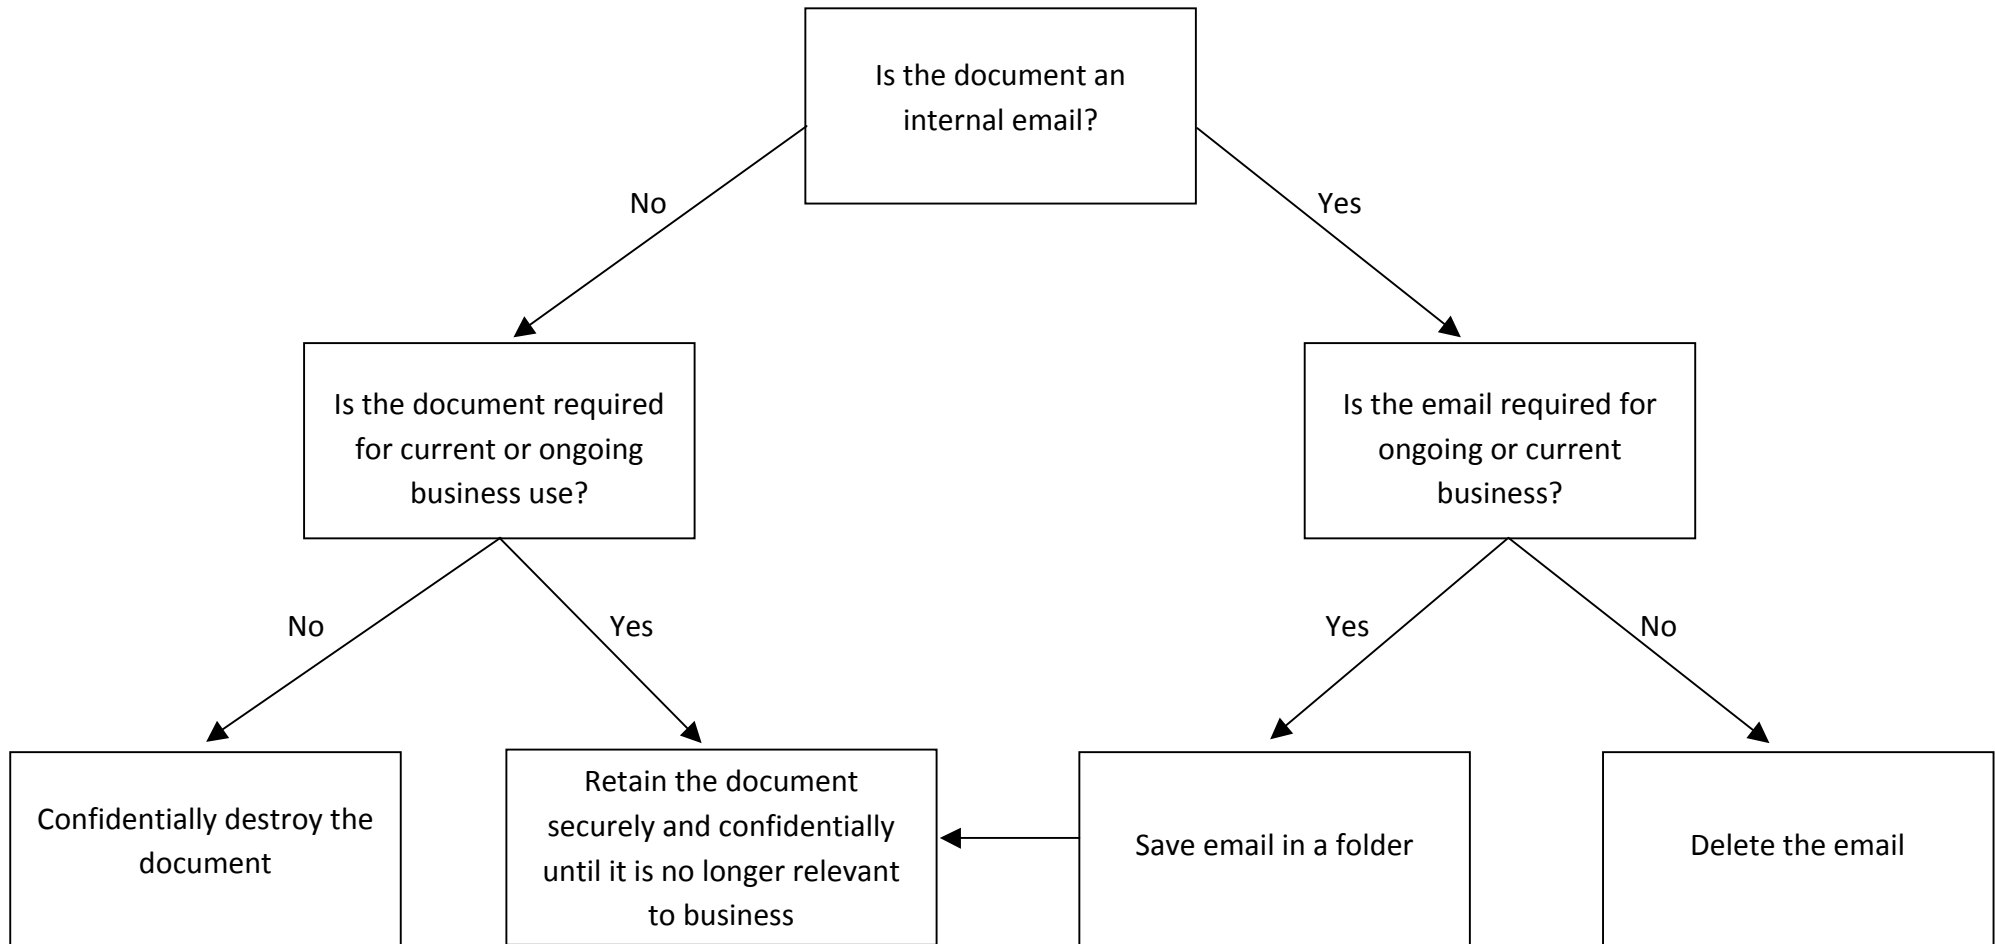 Is the document an
internal email?
No
Yes
Is the document required
for current or ongoing
business use?
Is the email required for
ongoing or current
business?
No
Yes
Yes
No
Confidentially destroy the
document
Retain the document
securely and confidentially
until it is no longer relevant
to business
Save email in a folder
Delete the email